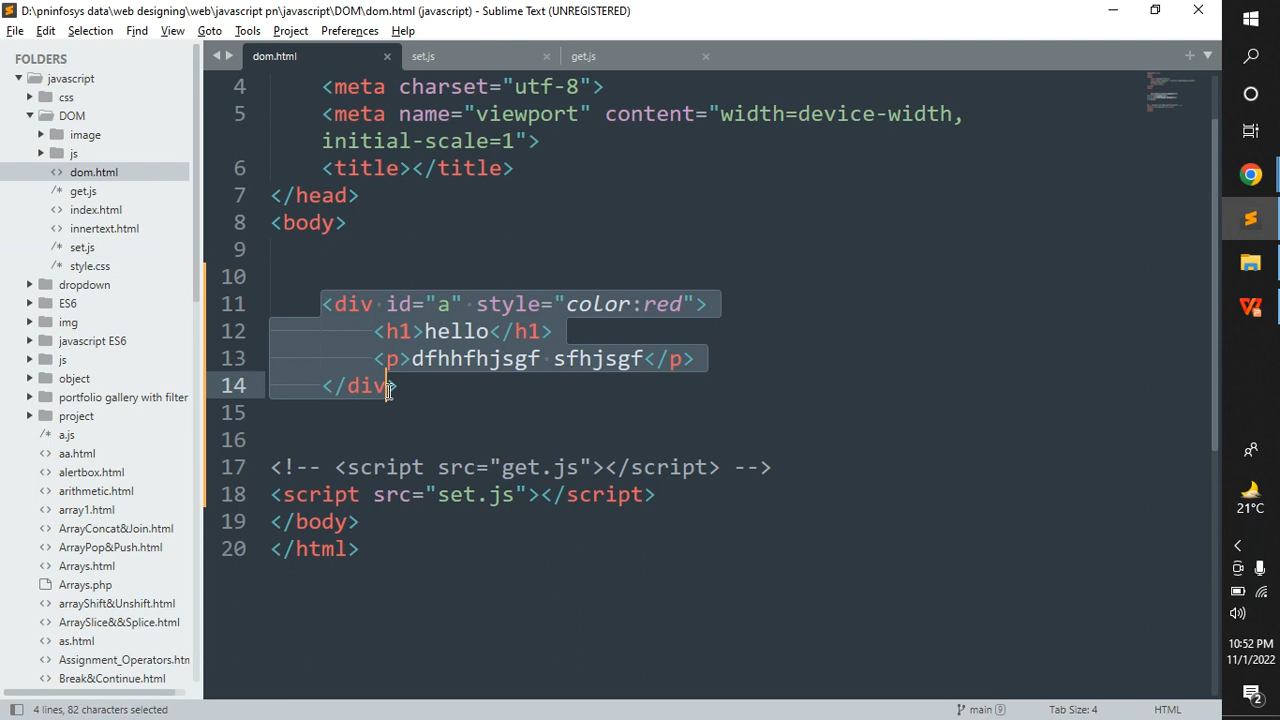 D:\pninfosys data\web designing\web\javascript pn\javascript\DOM\dom.html (javascript) - Sublime Text (UNREGISTERED)
File Edit Selection Find View Goto Tools Project Preferences Help
FOLDERS
javascript
css
DOM
image
js
dom.html
get.js
index.html
innertext.html
set.js
style.css
dropdown
ES6
img
javascript ES6
js
object
portfolio gallery with filter
project
a.js
aa.html
alertbox.html
arithmetic.html
array1.html
ArrayConcat&Join.html
ArrayPop&Push.html
Arrays.html
Arrays.php
arrayShift&Unshift.html
ArraySlice&&Splice.html
as.html
Assignment_Operators.htn
Break&Continue.html
dom.html set.js get.js
4 <meta charset="utf-8">
5 <meta name="viewport" content="width=device-width,
initial-scale=1">
6 <title></title>
7 </head>
8 <body>
9
10
11 <div id="a" style="color:red">
12 <h1>hello</h1>
13 <p>dfhhfhjsgf sfhjsgf</p>
14 </div>
15
16
17 <!-- <script src="get.js"></script> -->
18 <script src="set.js"></script>
19 </body>
20 </html>
4 lines, 82 characters selected
main 9
Tab Size: 4
HTML
21°C
10:52 PM
11/1/2022
2